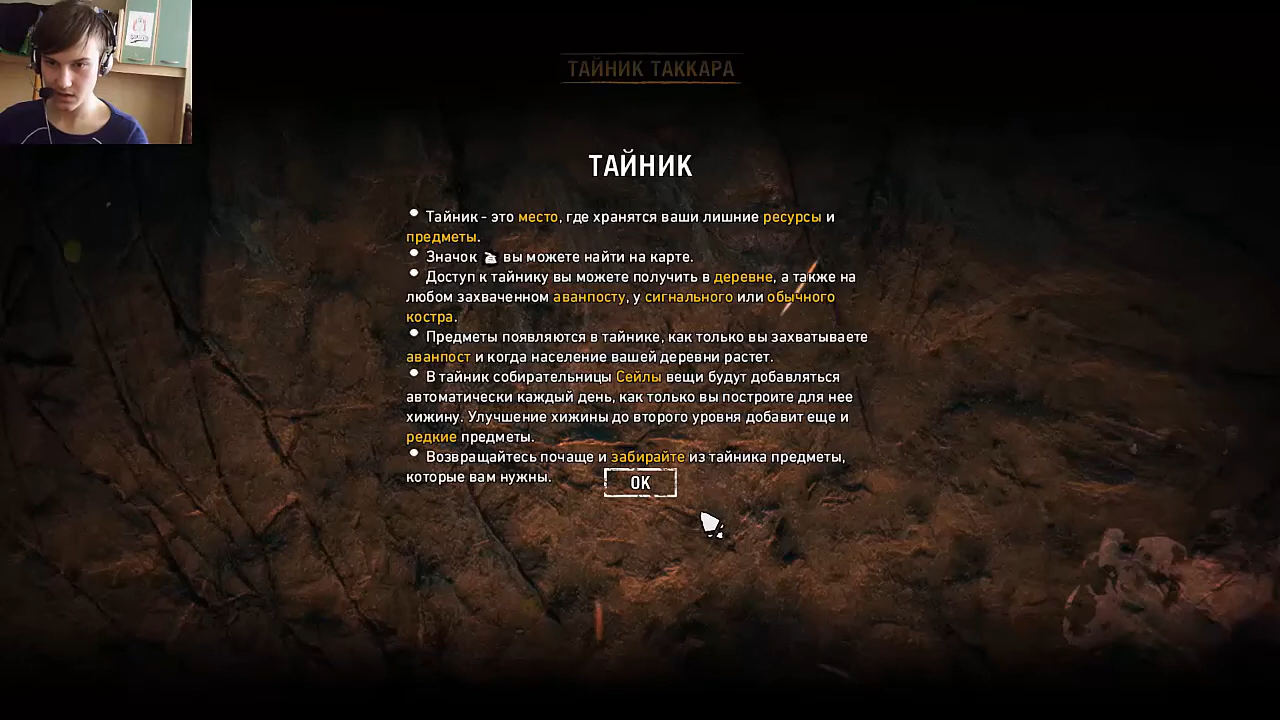 ТАЙНИК ТАККАРА
ТАЙНИК
• Тайник - это место, где хранятся ваши лишние ресурсы и
предметы.
• Значок вы можете найти на карте.
• Доступ к тайнику вы можете получить в деревне, а также на
любом захваченном аванпосту, у сигнального или обычного
костра.
• Предметы появляются в тайнике, как только вы захватываете
аванпост и когда население вашей деревни растет.
• В тайник собирательницы Сейлы вещи будут добавляться
автоматически каждый день, как только вы построите для нее
хижину. Улучшение хижины до второго уровня добавит еще и
редкие предметы.
• Возвращайтесь почаще и забирайте из тайника предметы,
которые вам нужны.
OK